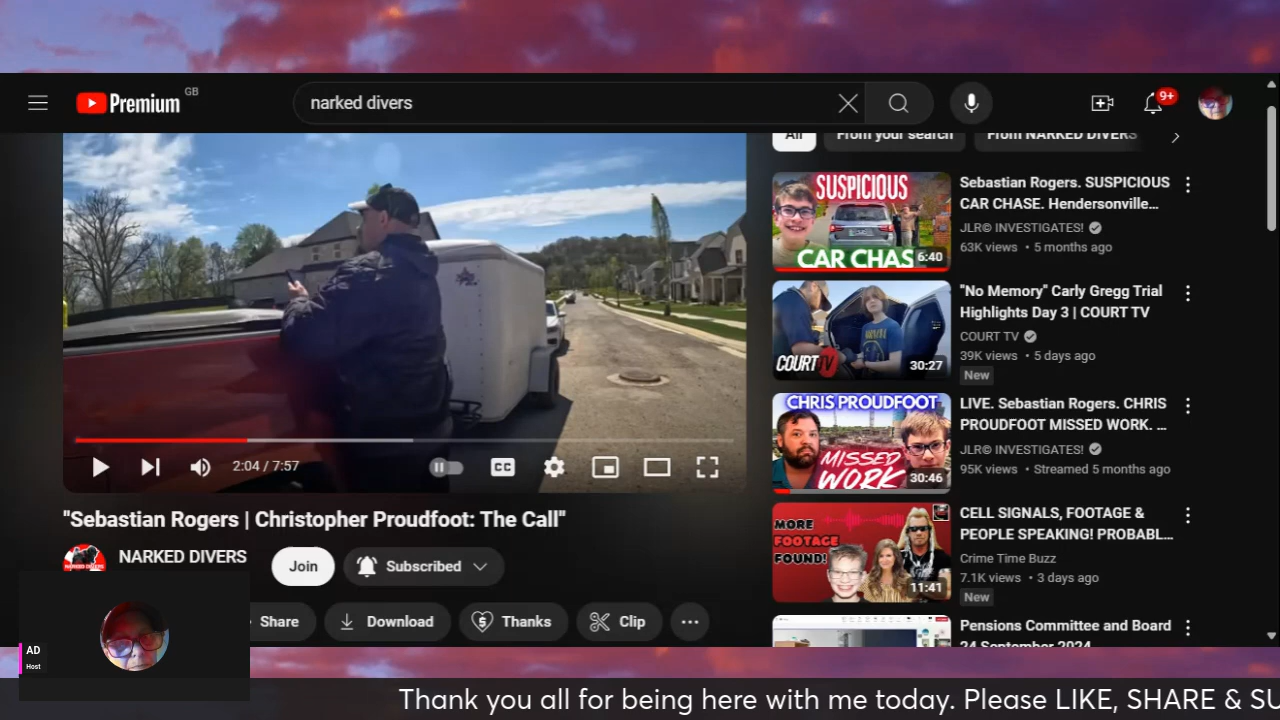 Premium GB
narked divers
9+
All
From your search
From NARKED DIVERS
SUSPICIOUS
CAR CHAS
6:40
Sebastian Rogers. SUSPICIOUS
CAR CHASE. Hendersonville...
JLR© INVESTIGATES!
63K views • 5 months ago
COURT TV
30:27
"No Memory" Carly Gregg Trial
Highlights Day 3 | COURT TV
COURT TV
39K views • 5 days ago
New
CHRIS PROUDFOOT
MISSED
WORK
30:46
LIVE. Sebastian Rogers. CHRIS
PROUDFOOT MISSED WORK. ...
JLR© INVESTIGATES!
95K views • Streamed 5 months ago
MORE
FOOTAGE
FOUND!
11:41
CELL SIGNALS, FOOTAGE &
PEOPLE SPEAKING! PROBABL...
Crime Time Buzz
7.1K views • 3 days ago
New
Pensions Committee and Board
24 September 2024
2:04 / 7:57
CC
"Sebastian Rogers | Christopher Proudfoot: The Call"
NARKED DIVERS
Join
Subscribed
Share
Download
Thanks
Clip
AD
Host
Thank you all for being here with me today. Please LIKE, SHARE & SU